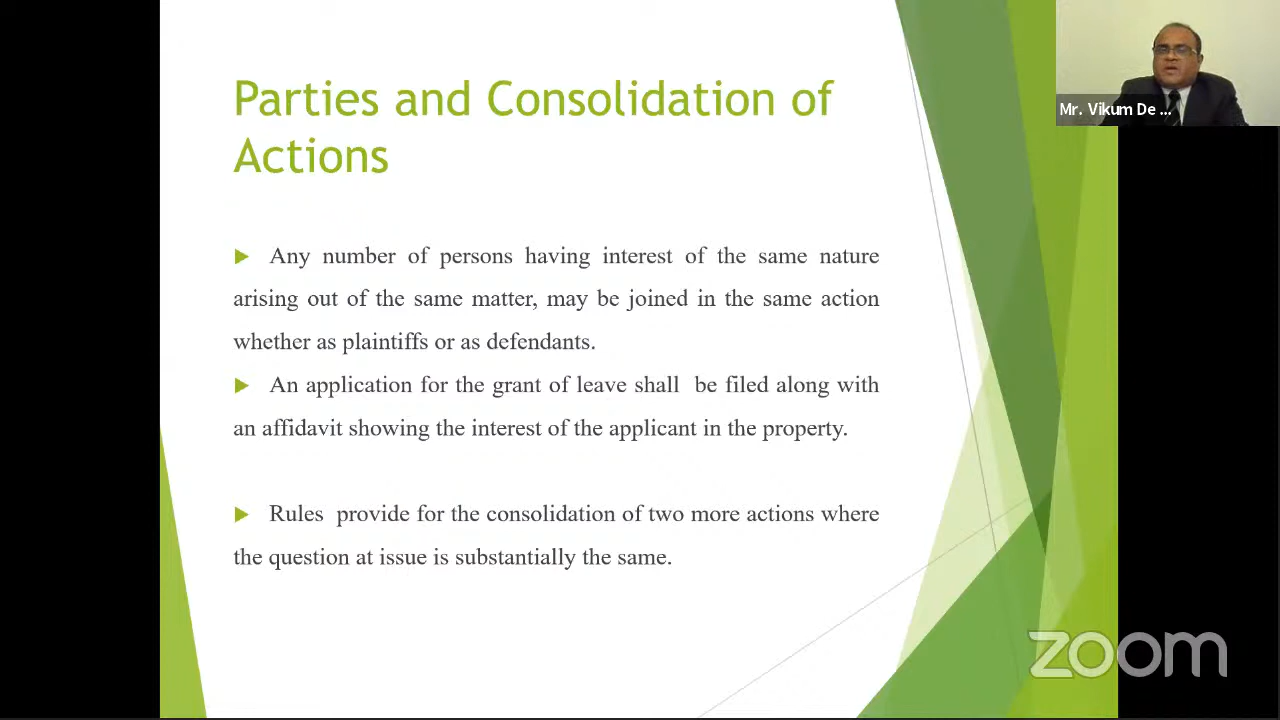 Parties and Consolidation of
Actions
Any number of persons having interest of the same nature
arising out of the same matter, may be joined in the same action
whether as plaintiffs or as defendants.
An application for the grant of leave shall be filed along with
an affidavit showing the interest of the applicant in the property.
Rules provide for the consolidation of two more actions where
the question at issue is substantially the same.
Mr. Vikum De ...
zoom